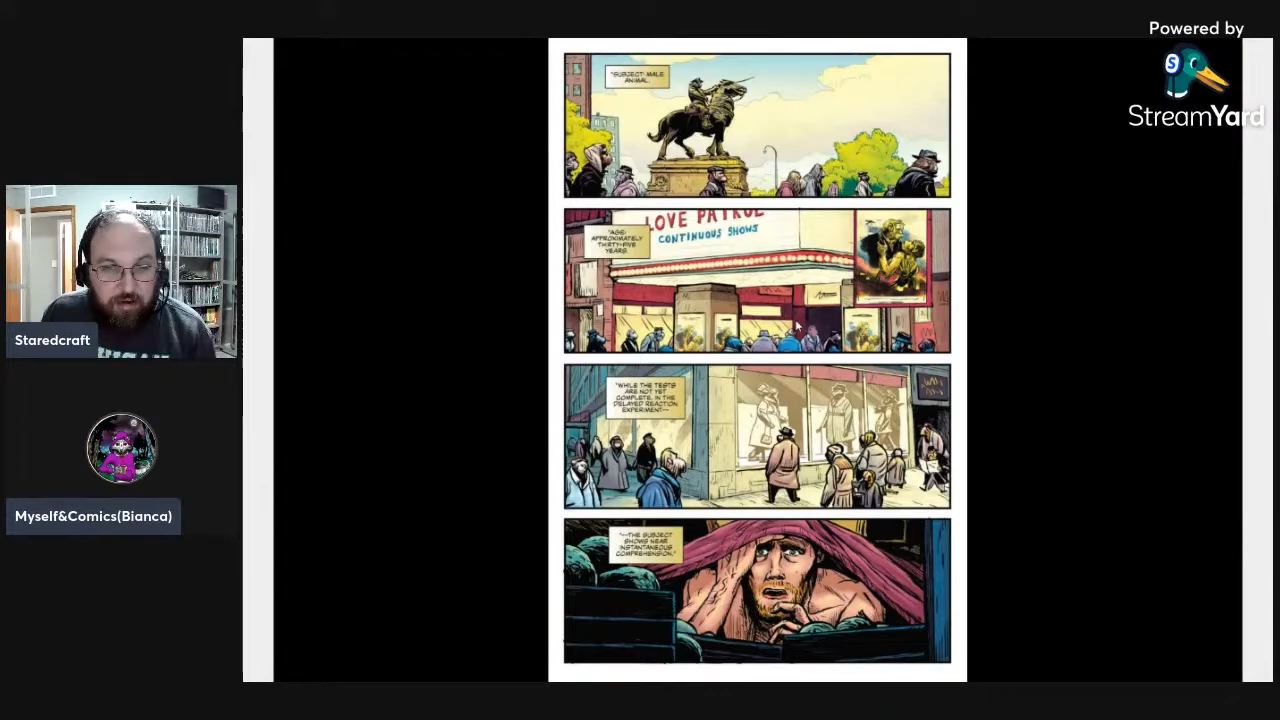 Powered by
StreamYard
"SUBJECT: MALE
ANIMAL.
LOVE PATROL
CONTINUOUS SHOWS
"AGE:
APPROXIMATELY
THIRTY-FIVE
YEARS.
"WHILE THE TESTS
ARE NOT YET
COMPLETE, IN THE
DELAYED REACTION
EXPERIMENT—
"—THE SUBJECT
SHOWS NEAR
INSTANTANEOUS
COMPREHENSION."
Staredcraft
Myself&Comics(Bianca)